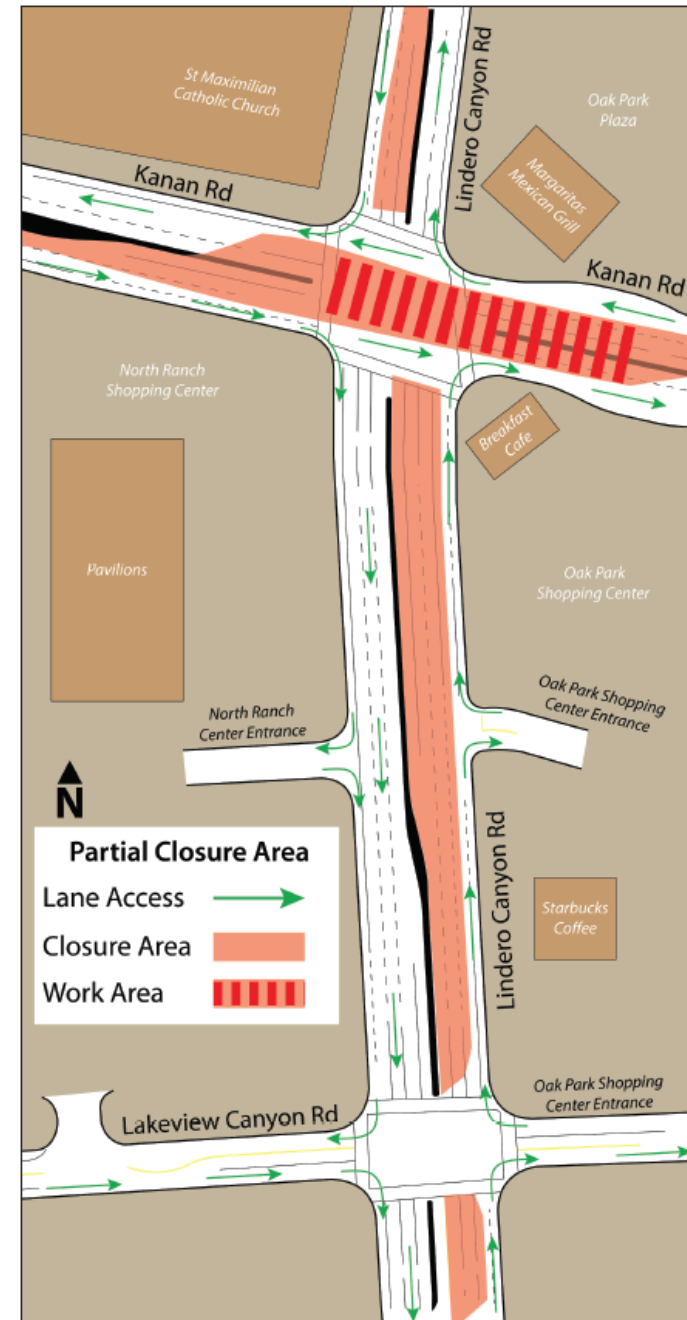 St Maximilian
Catholic Church
Lindero Canyon Rd
Oak Park
Plaza
Margaritas
Mexican Grill
Kanan Rd
Kanan Rd
North Ranch
Shopping Center
Breakfast
Cafe
Pavilions
Oak Park
Shopping Center
North Ranch
Center Entrance
Oak Park Shopping
Center Entrance
N
Partial Closure Area
Lane Access
Closure Area
Work Area
Lindero Canyon Rd
Starbucks
Coffee
Oak Park Shopping
Center Entrance
Lakeview Canyon Rd